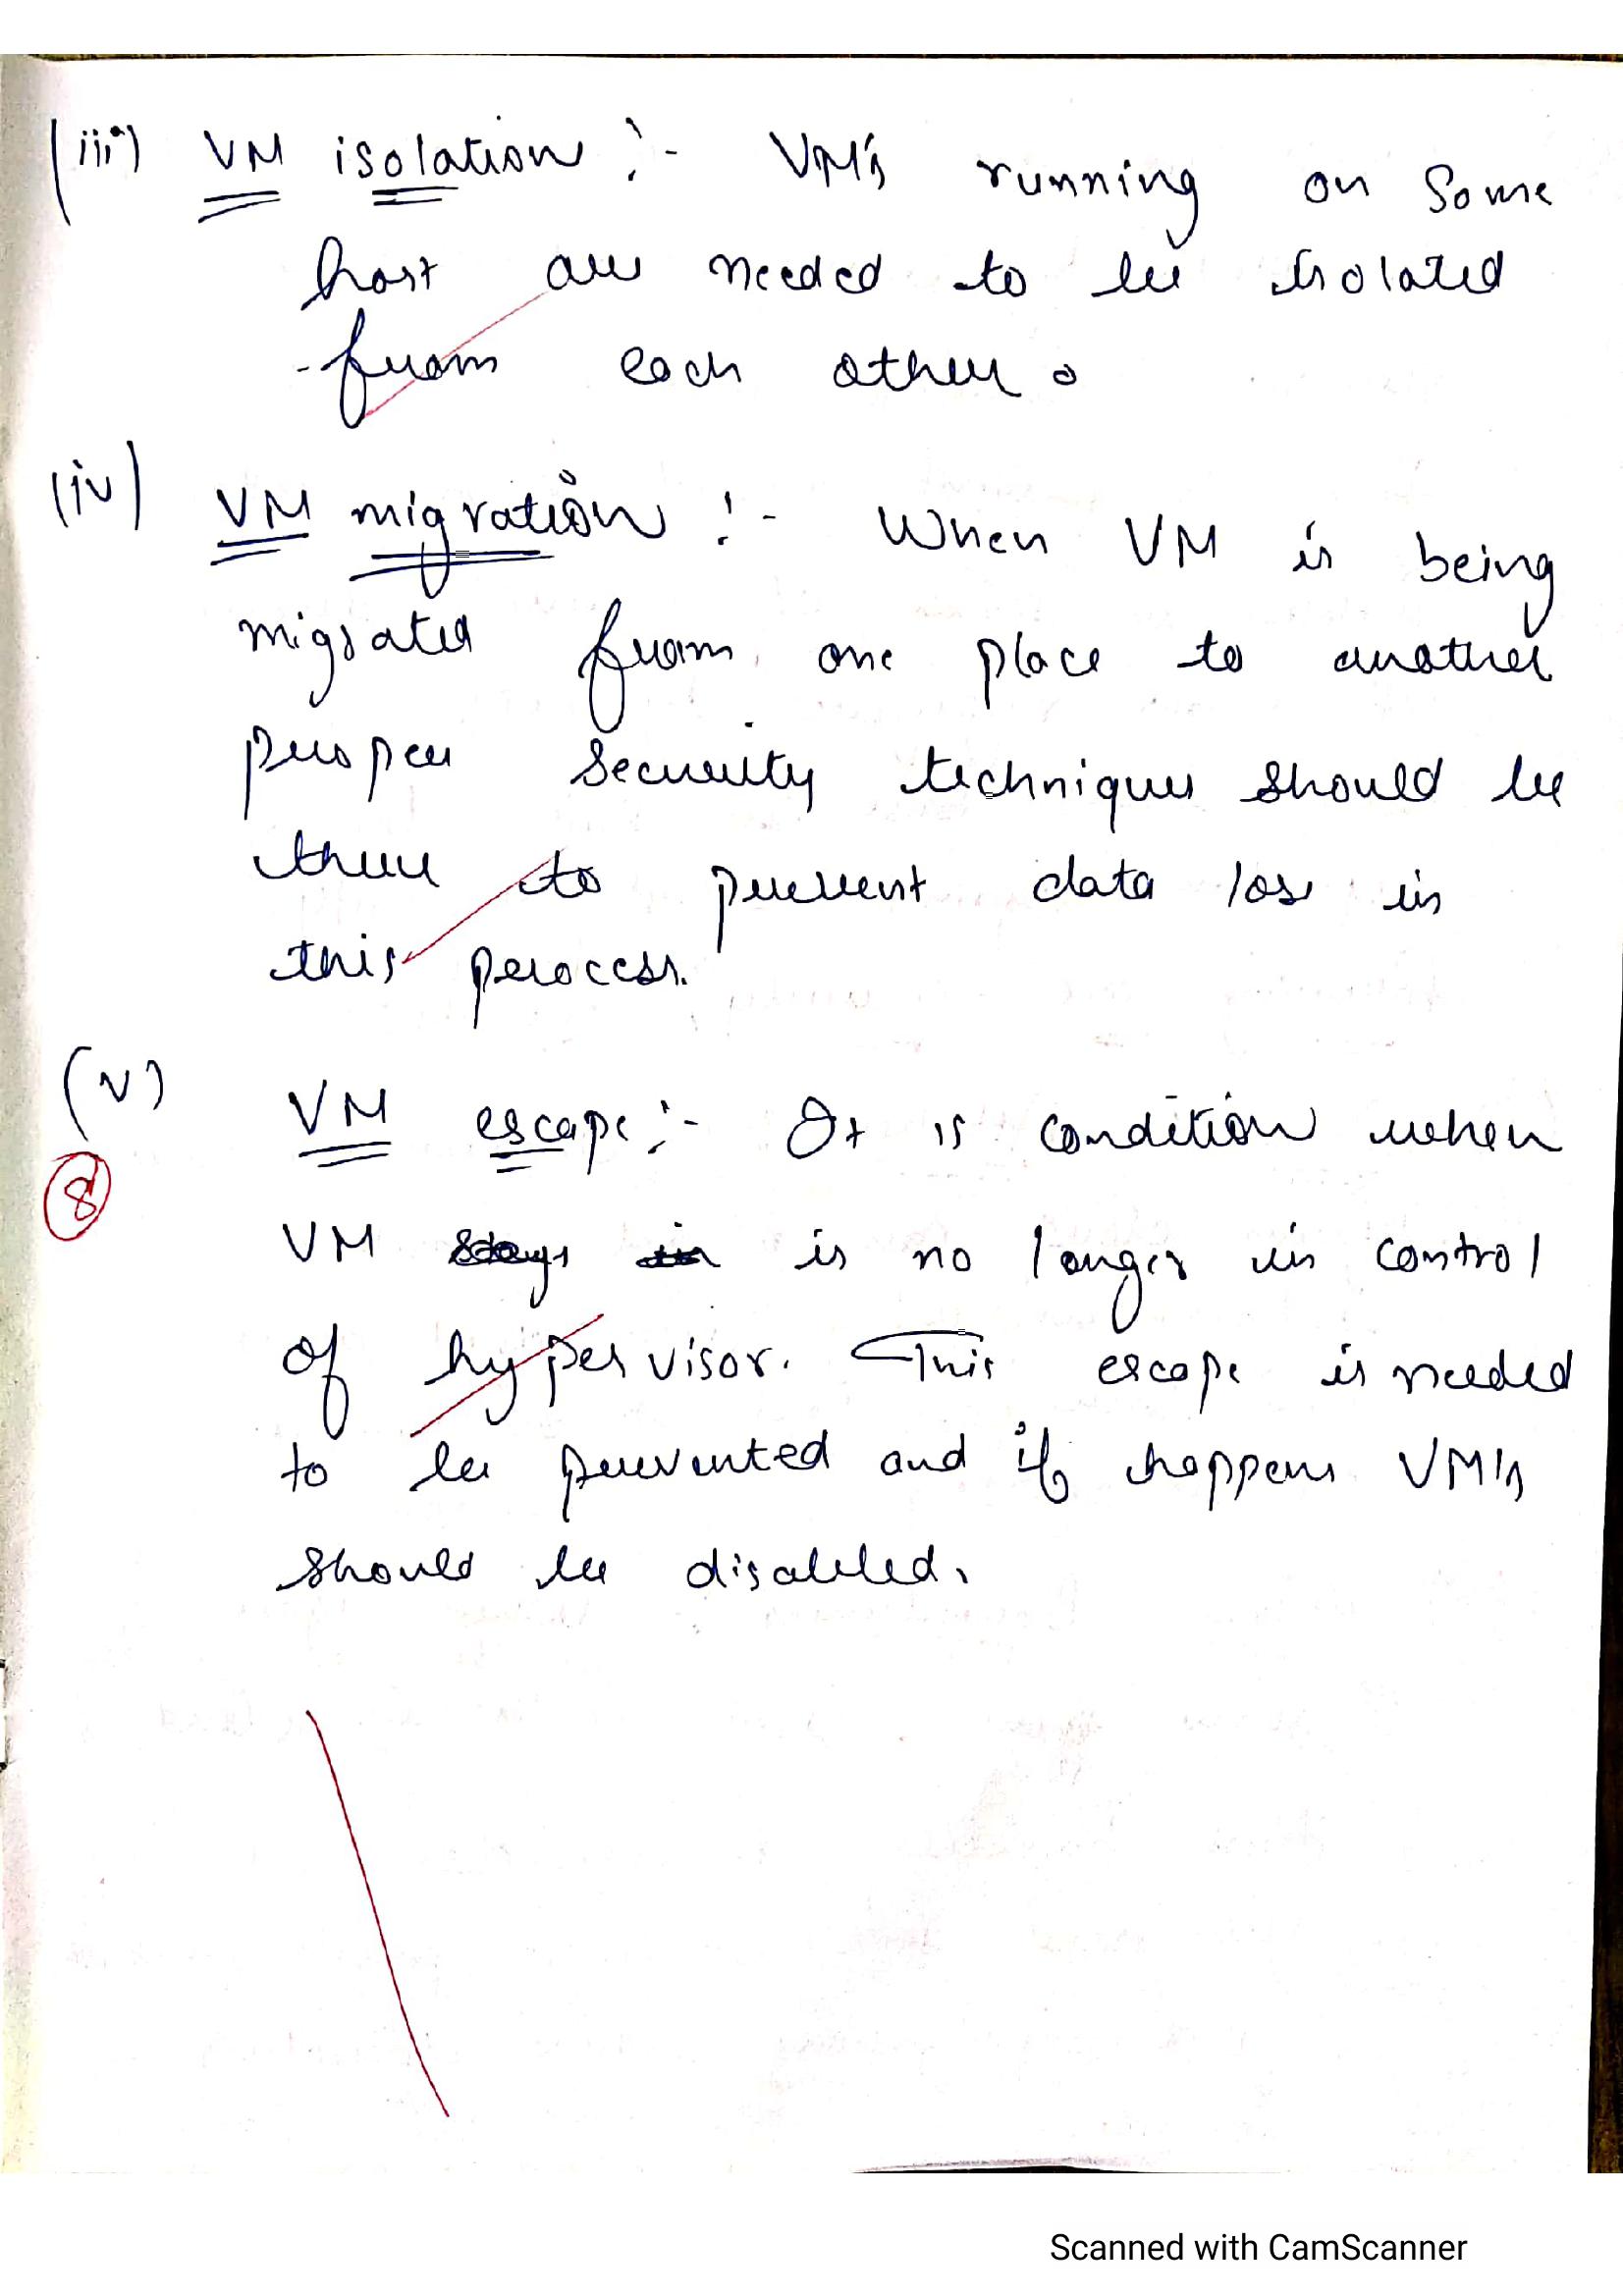 (iii) VM isolation :- VM's running on some
host are needed to be isolated
from each other.
(iv) VM migration :- When VM is being
migrated from one place to another
proper security techniques should be
there to prevent data loss in
this process.
(v) VM escape :- It is condition when
8
VM is no longer in control
of hypervisor. This escape is needed
to be prevented and if happens VM's
should be disabled.
Scanned with CamScanner